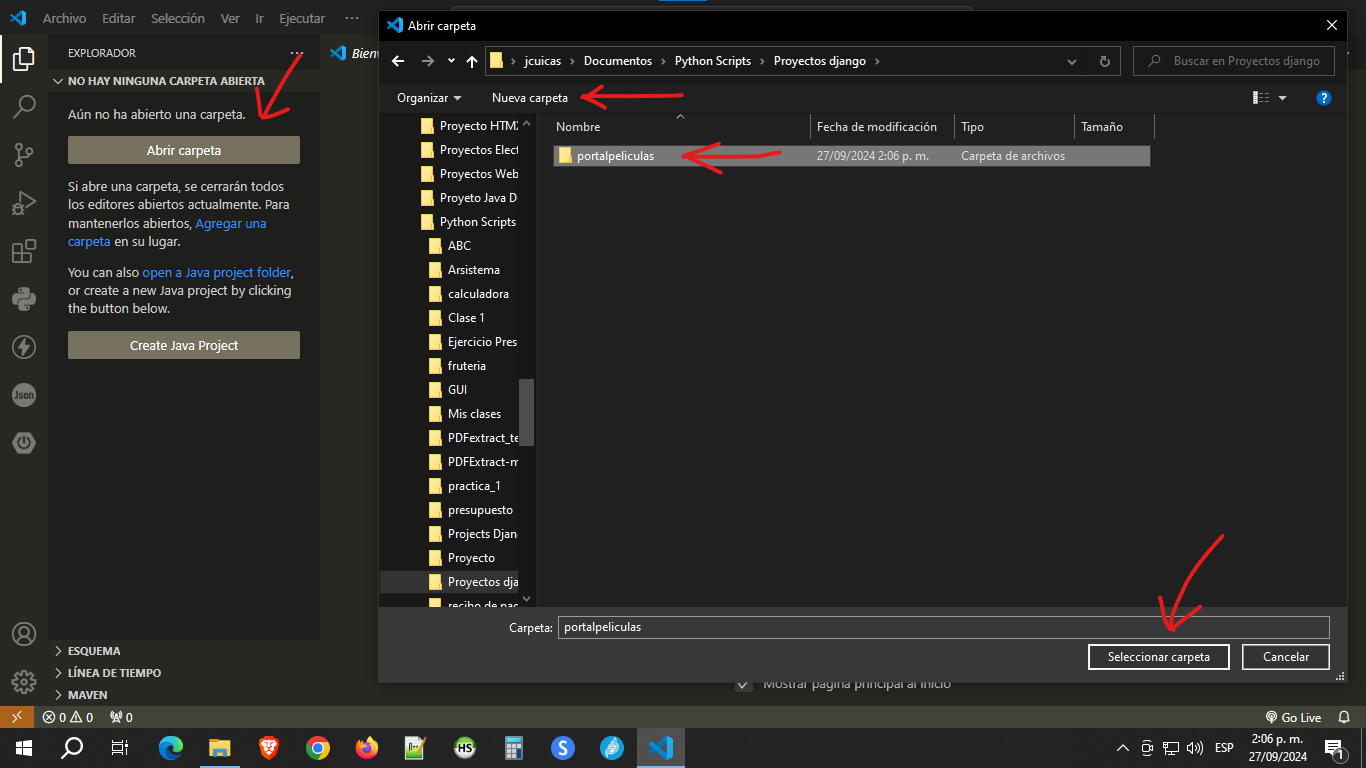 Archivo Editar Selección Ver Ir Ejecutar ···
Abrir carpeta
EXPLORADOR ···
NO HAY NINGUNA CARPETA ABIERTA
Aún no ha abierto una carpeta.
Abrir carpeta
Si abre una carpeta, se cerrarán todos
los editores abiertos actualmente. Para
mantenerlos abiertos, Agregar una
carpeta en su lugar.
You can also open a Java project folder,
or create a new Java project by clicking
the button below.
Create Java Project
ESQUEMA
LÍNEA DE TIEMPO
MAVEN
Bienv
jcuicas > Documentos > Python Scripts > Proyectos django >
Buscar en Proyectos django
Organizar Nueva carpeta
Proyecto HTM
Proyectos Elect
Proyectos Web
Proyeto Java D
Python Scripts
ABC
Arsistema
calculadora
Clase 1
Ejercicio Pres
fruteria
GUI
Mis clases
PDFextract_te
PDFExtract-m
practica_1
presupuesto
Projects Djan
Proyecto
Proyectos dja
recibo de pag
Nombre Fecha de modificación Tipo Tamaño
portalpeliculas 27/09/2024 2:06 p. m. Carpeta de archivos
Carpeta: portalpeliculas
Seleccionar carpeta Cancelar
Mostrar página principal al inicio
Json
0 0 0 Go Live
HS S ESP
2:06 p. m.
27/09/2024
1